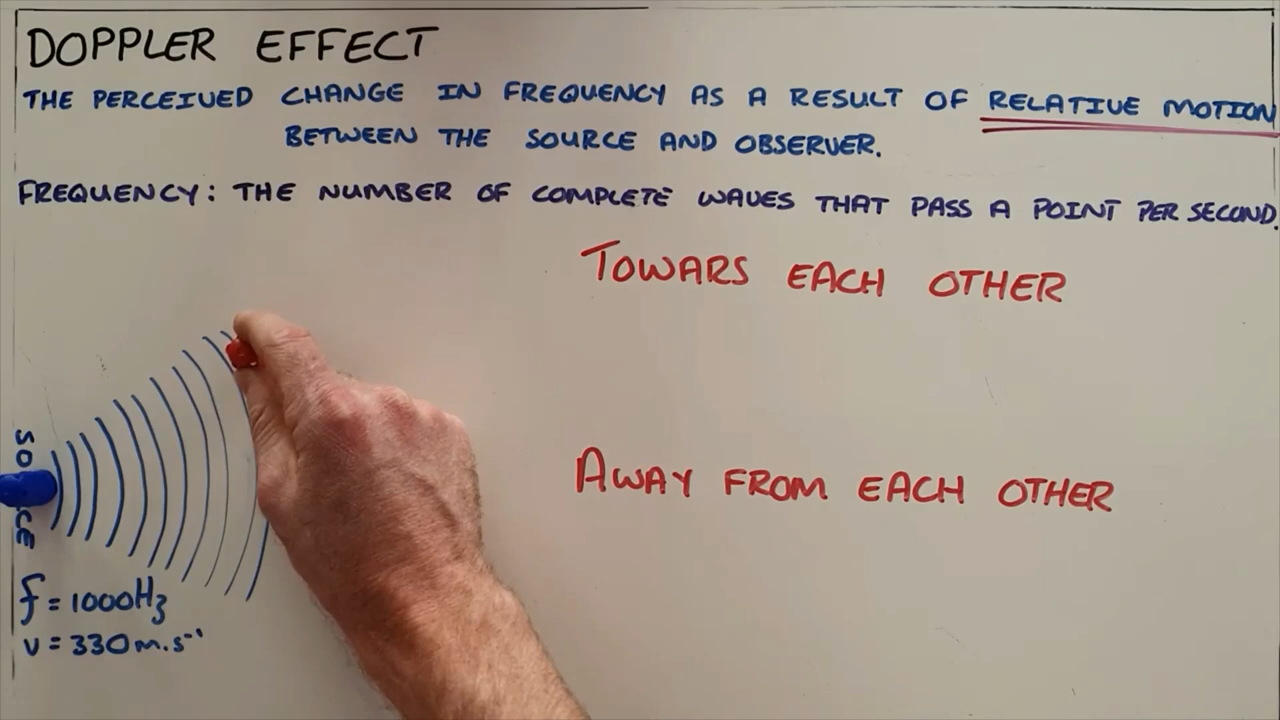 DOPPLER EFFECT
THE PERCEIVED CHANGE IN FREQUENCY AS A RESULT OF RELATIVE MOTION
BETWEEN THE SOURCE AND OBSERVER.
FREQUENCY: THE NUMBER OF COMPLETE WAVES THAT PASS A POINT PER SECOND.
TOWARS EACH OTHER
AWAY FROM EACH OTHER
f = 1000Hz
v = 330m.s⁻¹